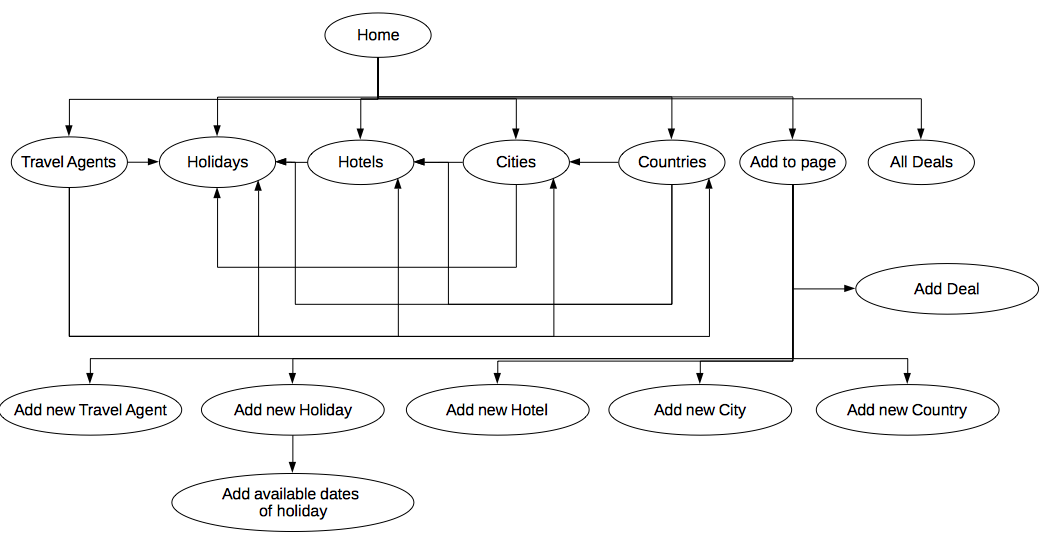 Home
Travel Agents
Holidays
Hotels
Cities
Countries
Add to page
All Deals
Add Deal
Add new Travel Agent
Add new Holiday
Add new Hotel
Add new City
Add new Country
Add available dates
of holiday